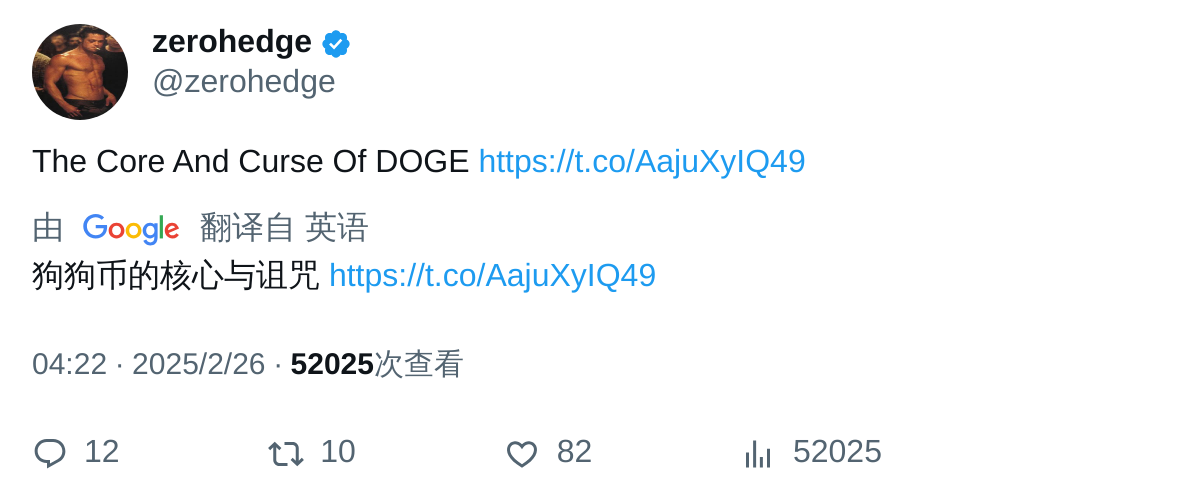 zerohedge
@zerohedge
The Core And Curse Of DOGE https://t.co/AajuXyIQ49
由 Google 翻译自 英语
狗狗币的核心与诅咒 https://t.co/AajuXyIQ49
04:22 · 2025/2/26 · 52025次查看
12 10 82 52025